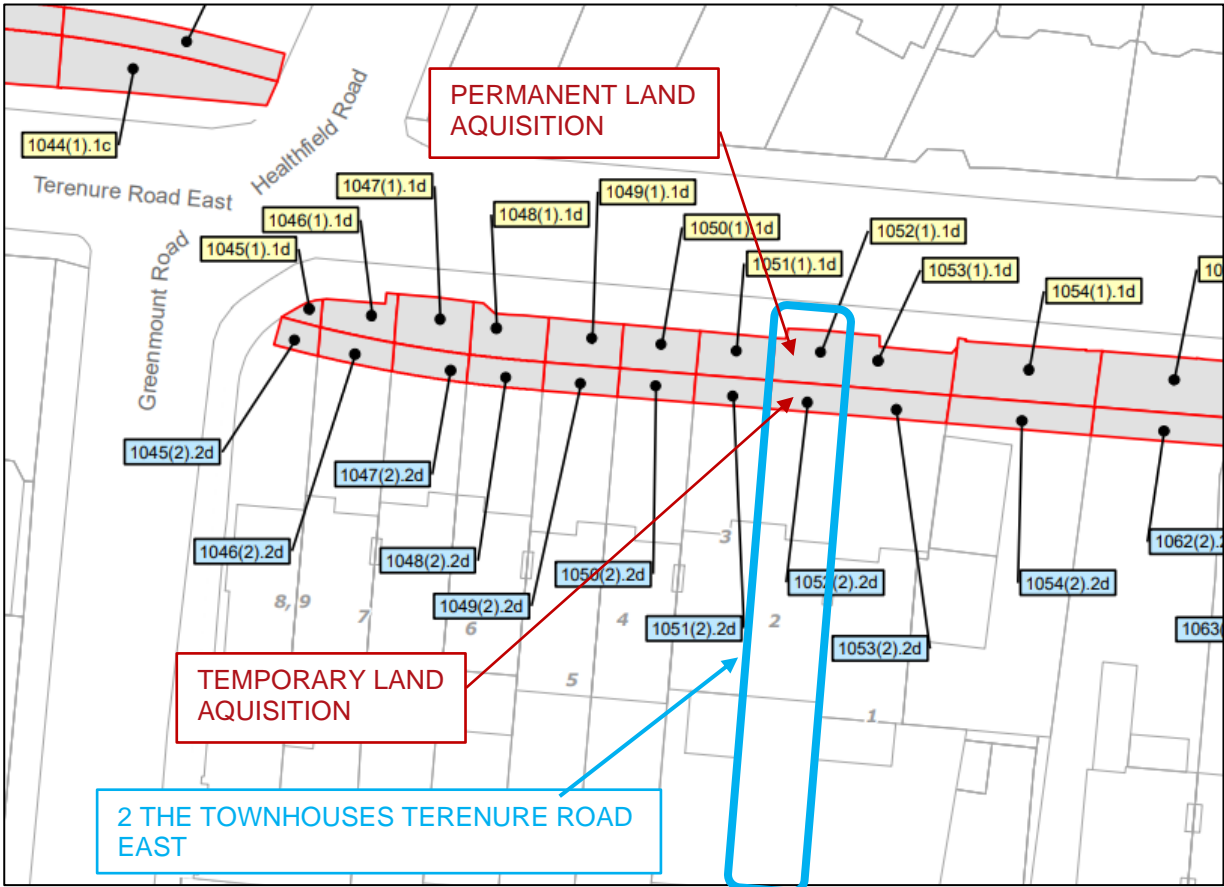 PERMANENT LAND
AQUISITION
1044(1).1c
Healthfield Road
Terenure Road East
1047(1).1d
1049(1).1d
1046(1).1d
1048(1).1d
1050(1).1d
1052(1).1d
1045(1).1d
1051(1).1d
1053(1).1d
10
1054(1).1d
Greenmount Road
1045(2).2d
1047(2).2d
1046(2).2d
1048(2).2d
3
1062(2).2
1050(2).2d
1052(2).2d
1054(2).2d
8, 9
7
6
1049(2).2d
4
1051(2).2d
2
1053(2).2d
1063(
TEMPORARY LAND
AQUISITION
5
1
2 THE TOWNHOUSES TERENURE ROAD
EAST